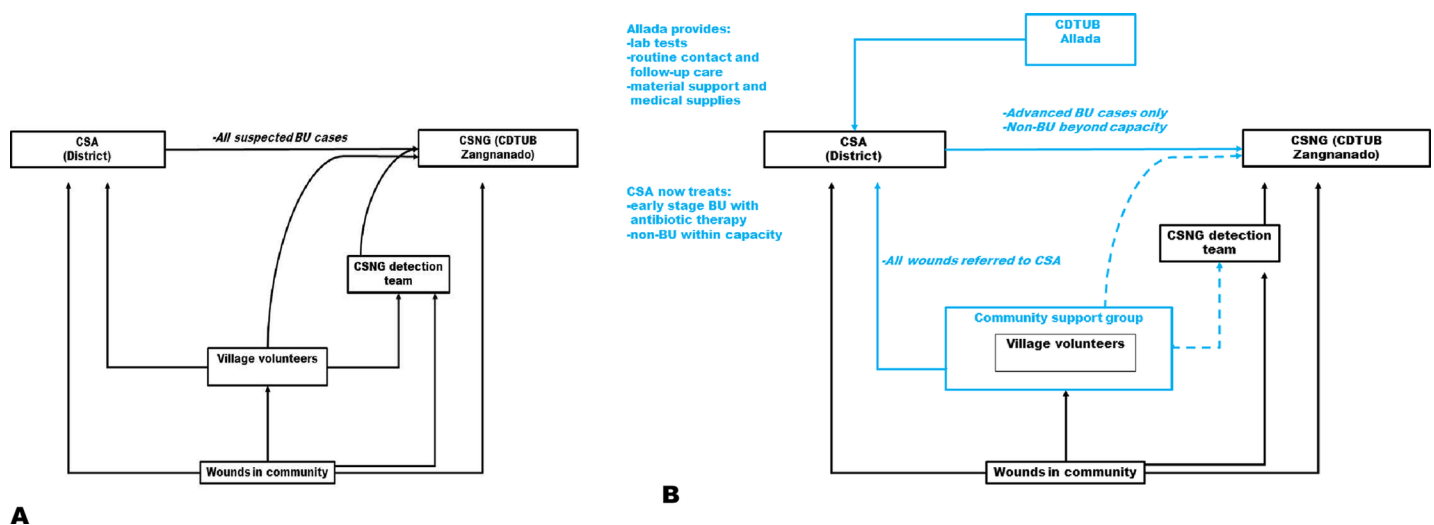 CSA
(District)
-All suspected BU cases
CSNG (CDTUB
Zangnanado)
CSNG detection
team
Village volunteers
Wounds in community
A
Allada provides:
-lab tests
-routine contact and
follow-up care
-material support and
medical supplies
CDTUB
Allada
CSA
(District)
-Advanced BU cases only
-Non-BU beyond capacity
CSNG (CDTUB
Zangnanado)
CSA now treats:
-early stage BU with
antibiotic therapy
-non-BU within capacity
CSNG detection
team
-All wounds referred to CSA
Community support group
Village volunteers
Wounds in community
B